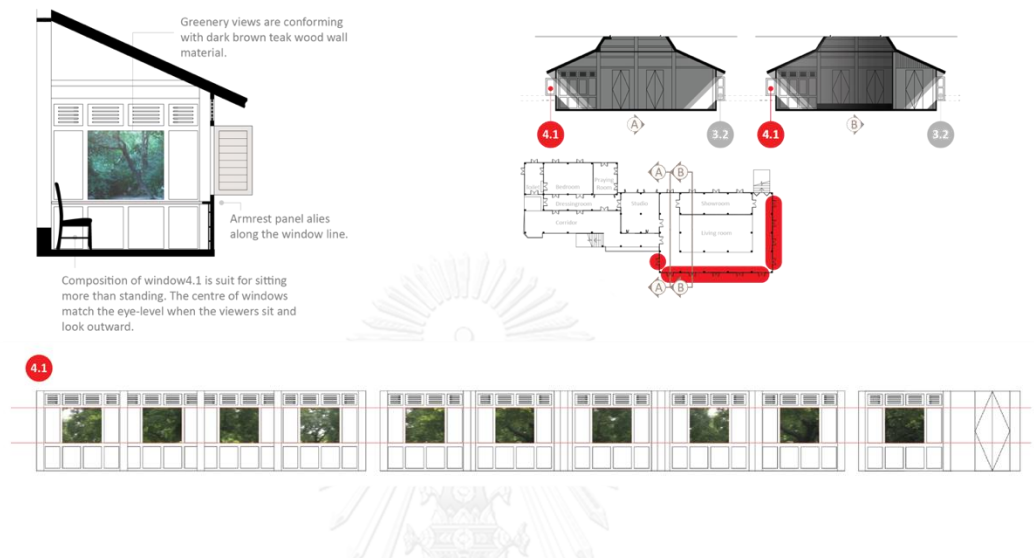 Greenery views are conforming
with dark brown teak wood wall
material.
Armrest panel alies
along the window line.
Composition of window4.1 is suit for sitting
more than standing. The centre of windows
match the eye-level when the viewers sit and
look outward.
4.1
A
3.2
4.1
B
3.2
A
B
Toilet
Bedroom
Praying
Room
Dressingroom
Studio
Showroom
Corridor
Living room
A
B
4.1